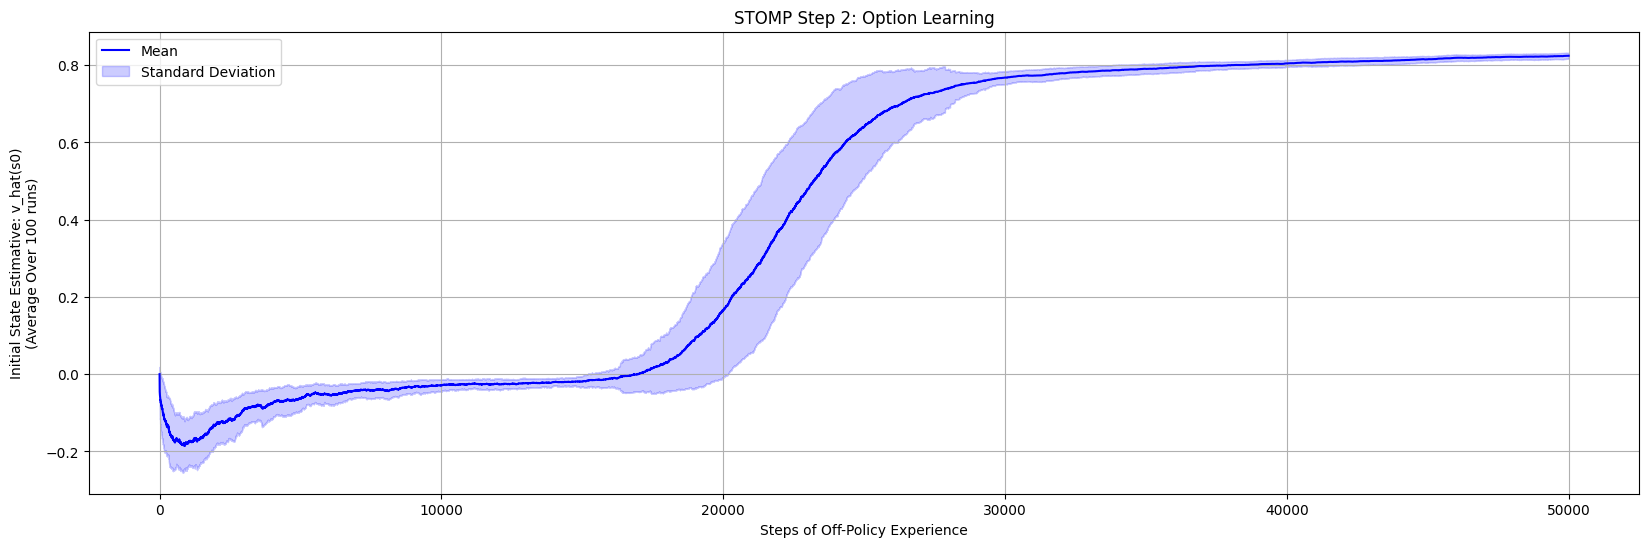 STOMP Step 2: Option Learning
Mean
Standard Deviation
Initial State Estimative: v_hat(s0)
(Average Over 100 runs)
0.8
0.6
0.4
0.2
0.0
−0.2
0
10000
20000
30000
40000
50000
Steps of Off-Policy Experience